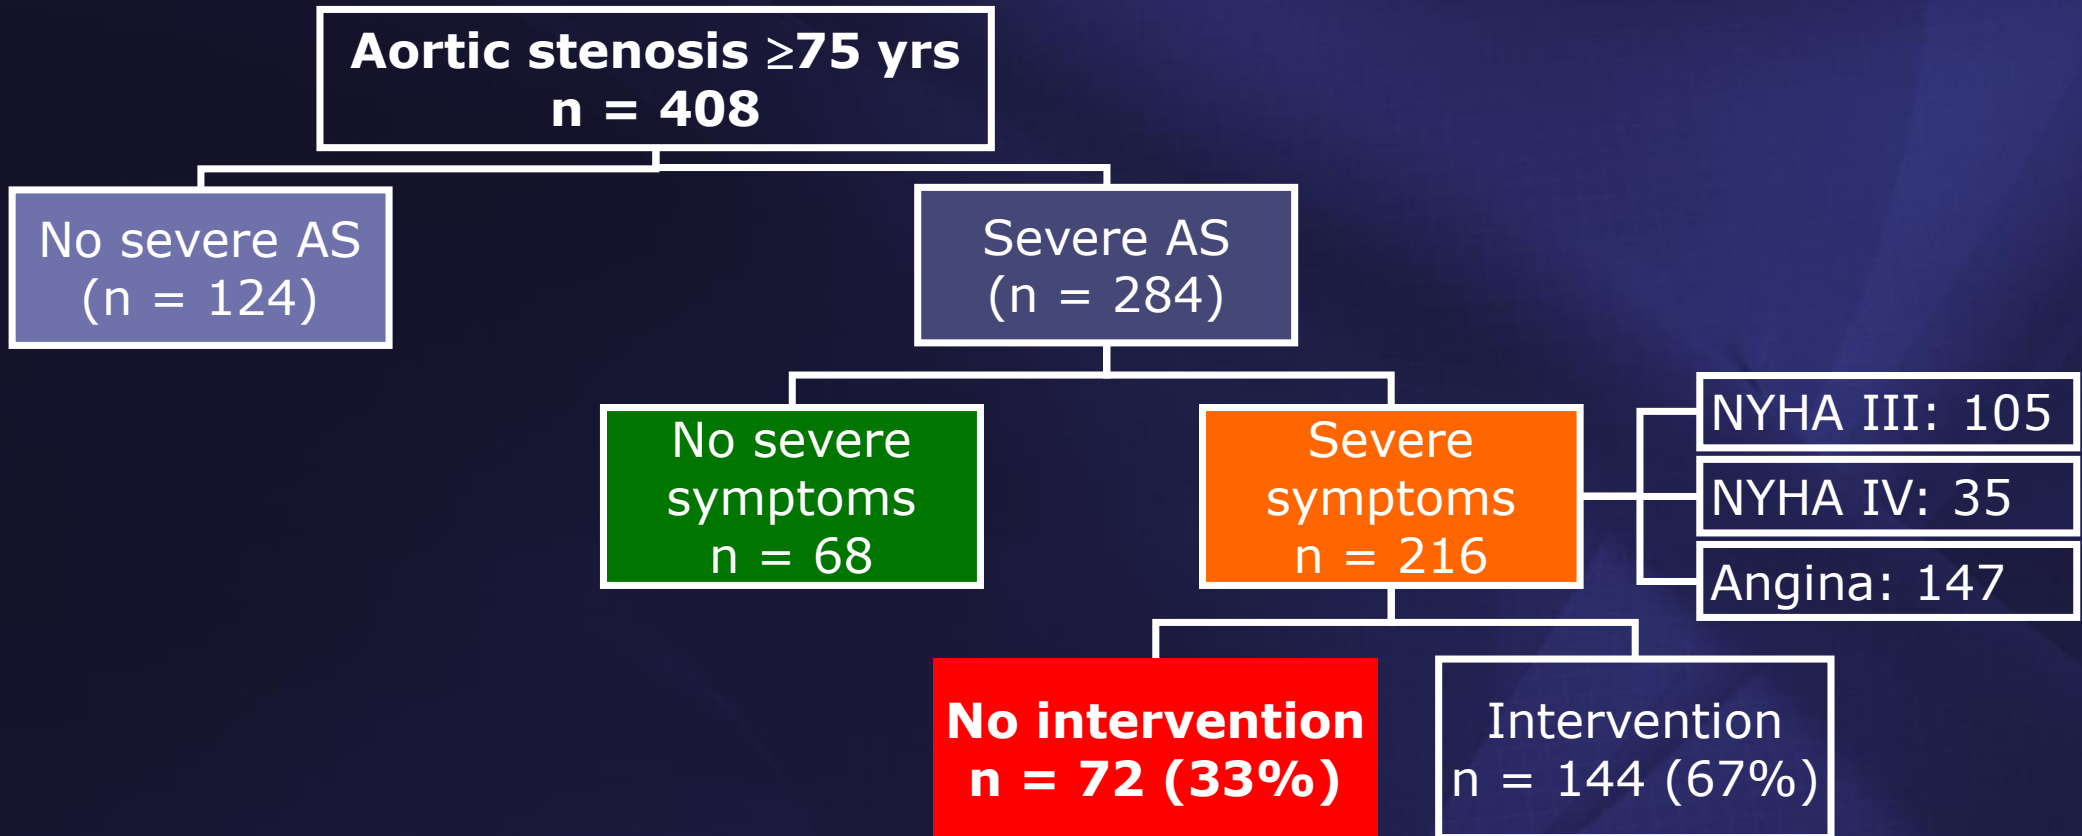 Aortic stenosis ≥75 yrs
n = 408
No severe AS
(n = 124)
Severe AS
(n = 284)
No severe
symptoms
n = 68
Severe
symptoms
n = 216
NYHA III: 105
NYHA IV: 35
Angina: 147
No intervention
n = 72 (33%)
Intervention
n = 144 (67%)